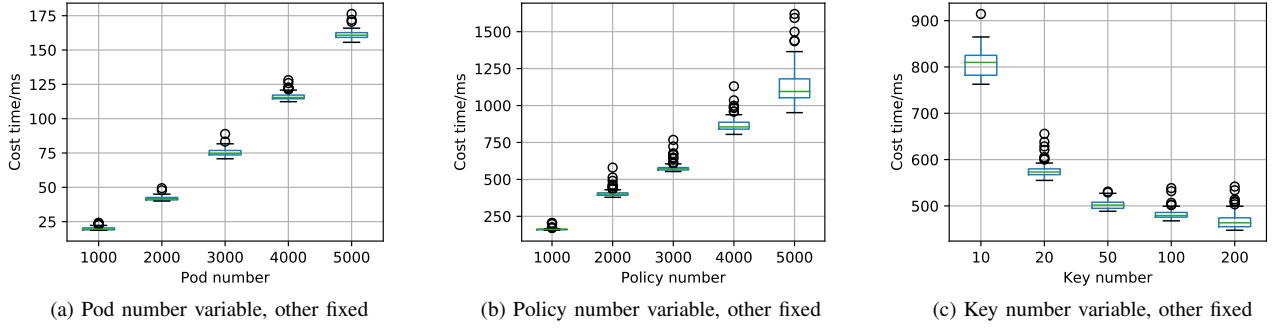 175
150
125
100
75
50
25
Cost time/ms
1000 2000 3000 4000 5000
Pod number
(a) Pod number variable, other fixed
1500
1250
1000
750
500
250
Cost time/ms
1000 2000 3000 4000 5000
Policy number
(b) Policy number variable, other fixed
900
800
700
600
500
Cost time/ms
10 20 50 100 200
Key number
(c) Key number variable, other fixed